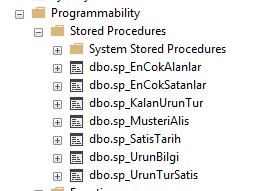 Programmability
Stored Procedures
System Stored Procedures
dbo.sp_EnCokAlanlar
dbo.sp_EnCokSatanlar
dbo.sp_KalanUrunTur
dbo.sp_MusteriAlis
dbo.sp_SatisTarih
dbo.sp_UrunBilgi
dbo.sp_UrunTurSatis